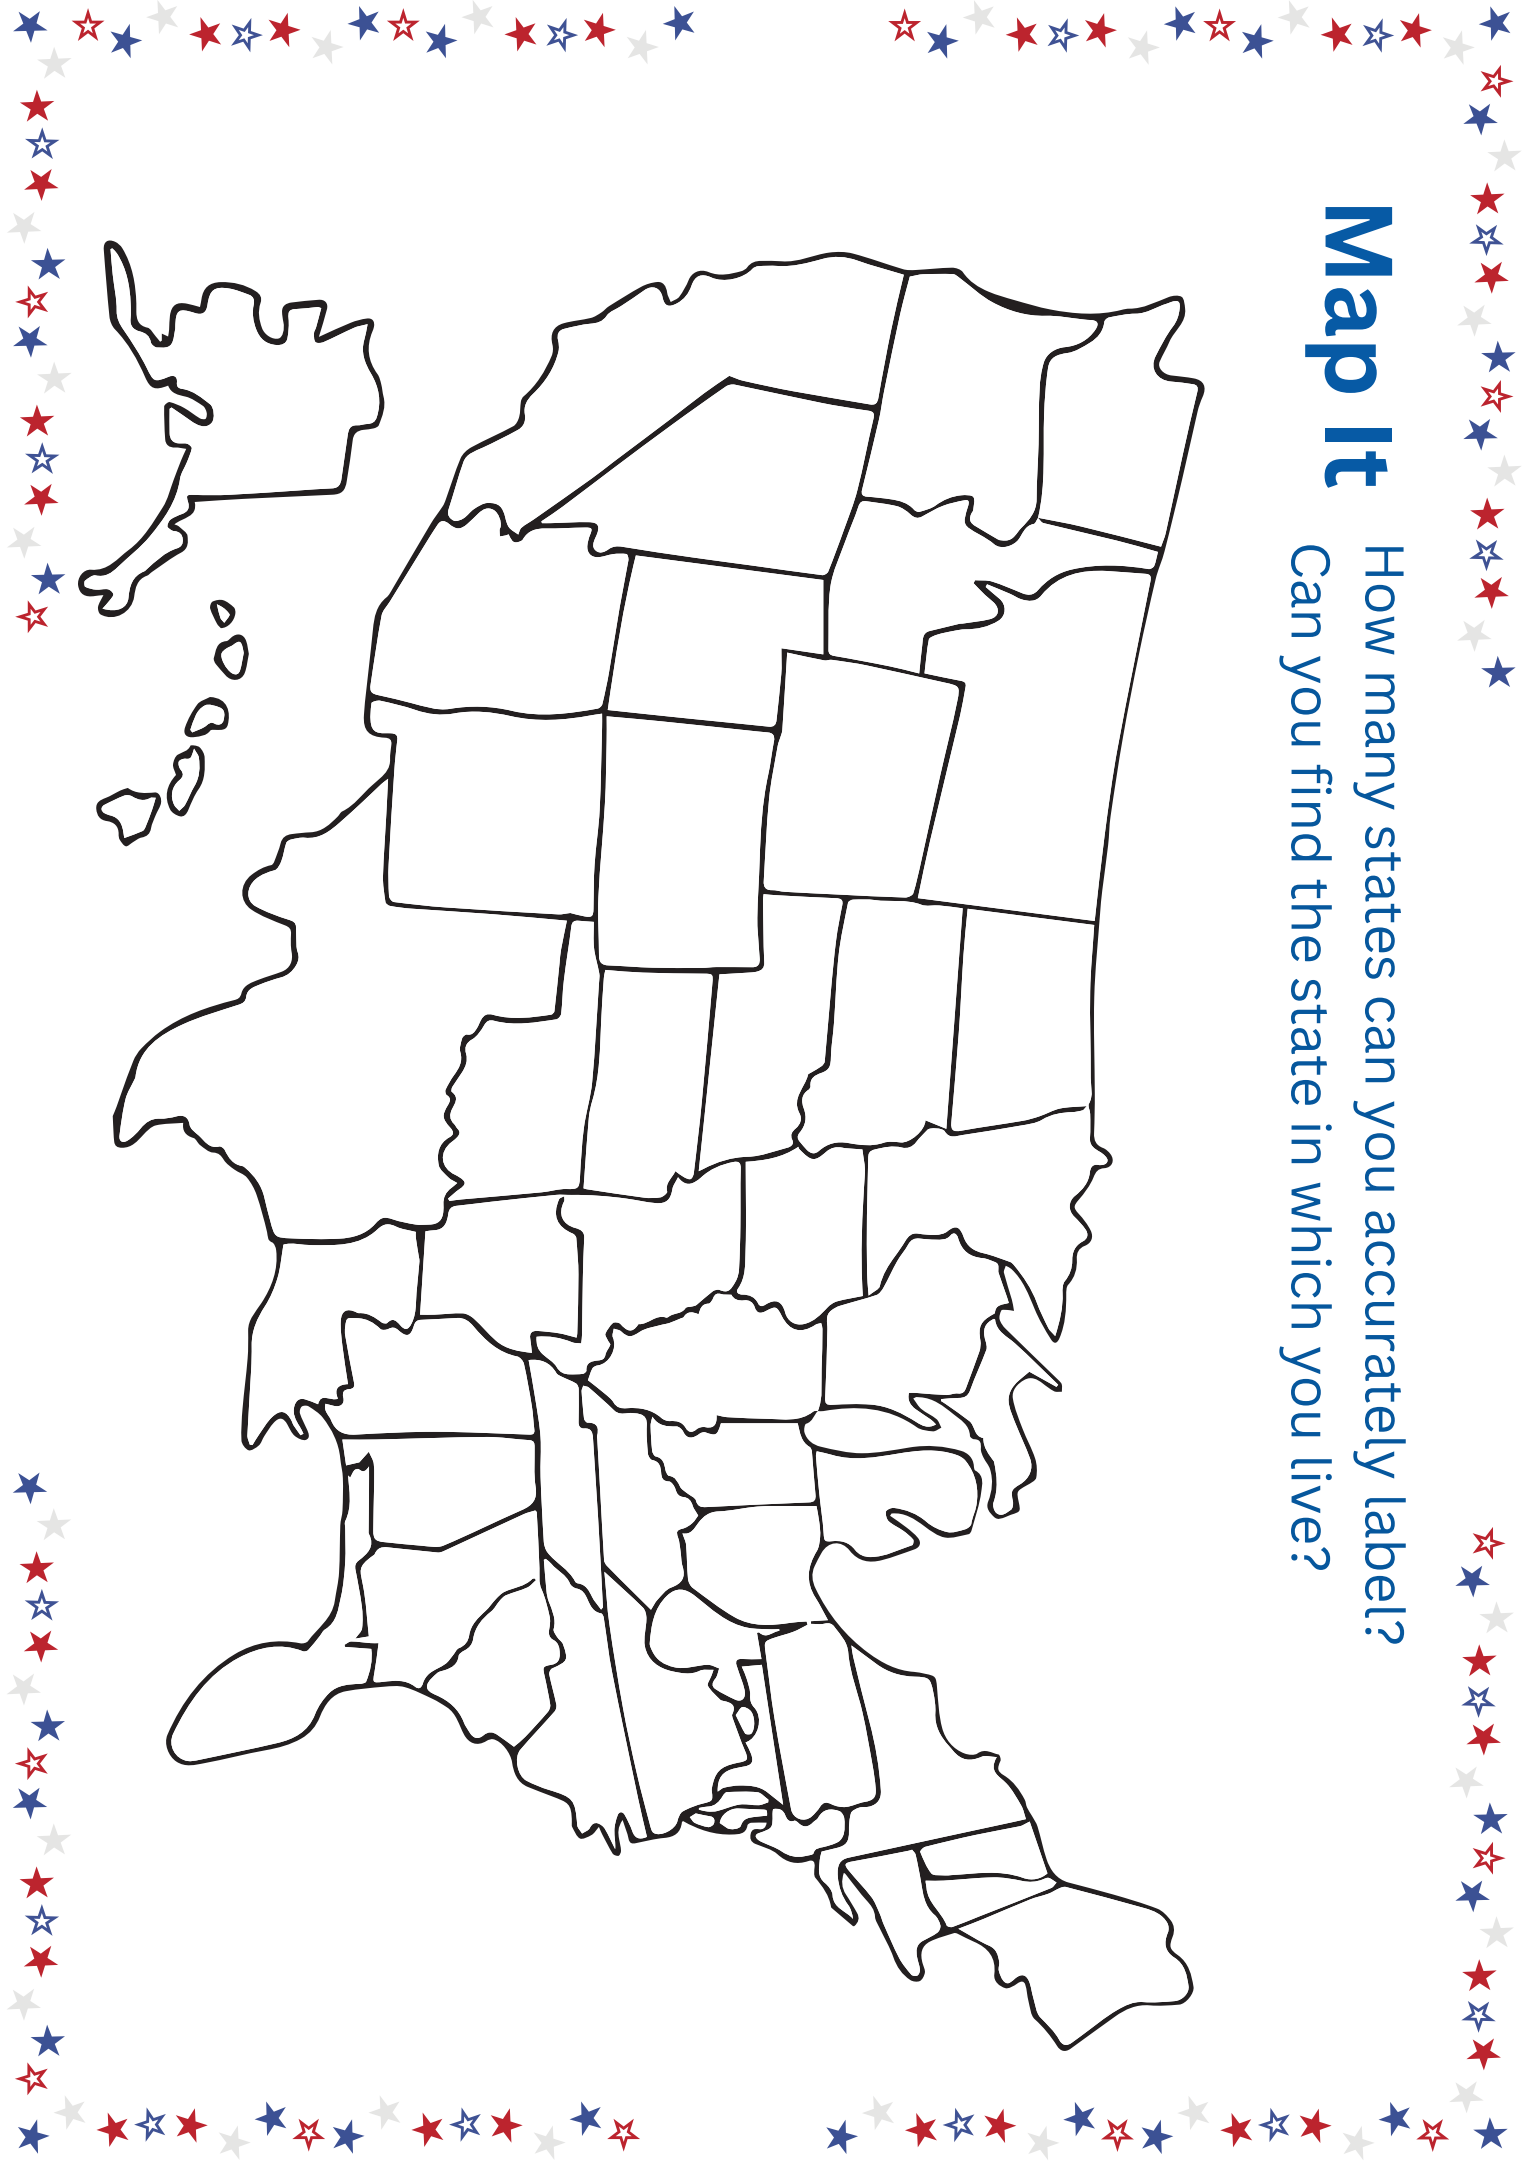 Map It
How many states can you accurately label?
Can you find the state in which you live?